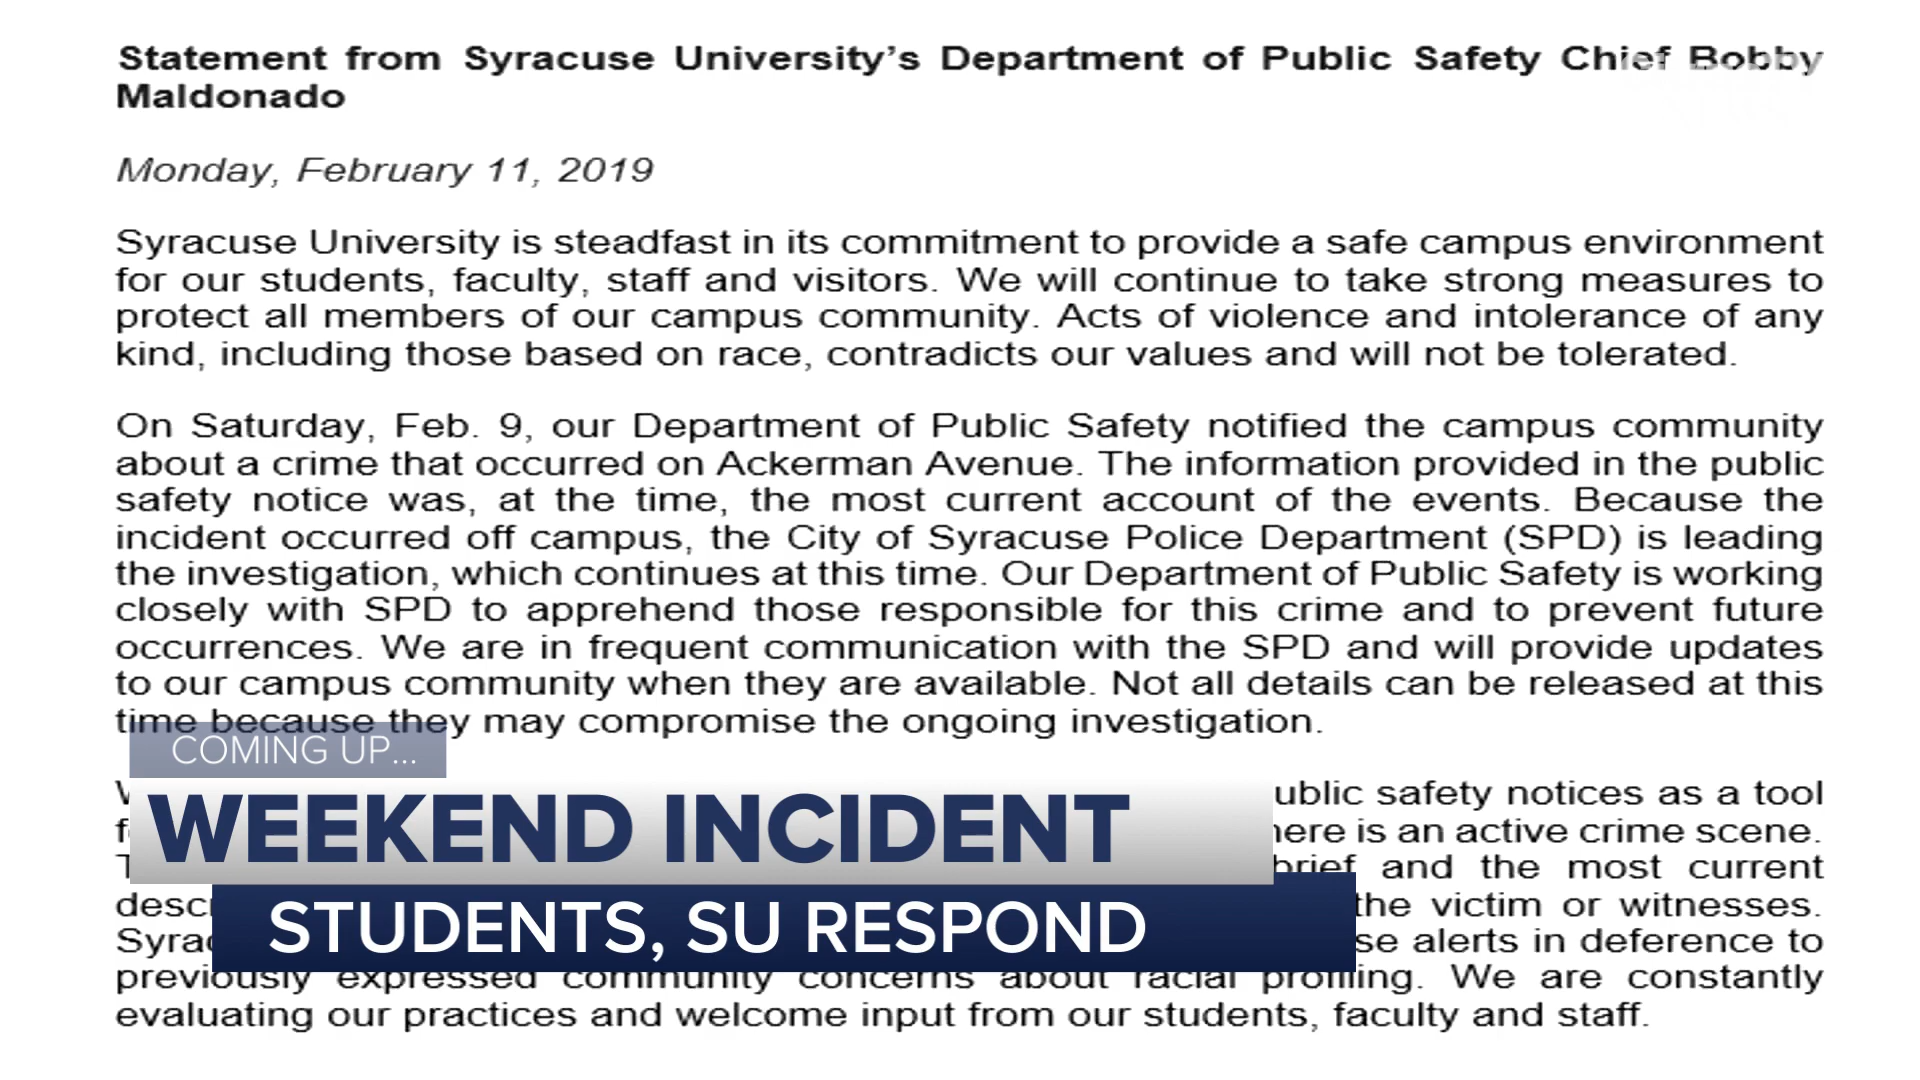 Statement from Syracuse University's Department of Public Safety Chief Bobby
Maldonado
Monday, February 11, 2019
Syracuse University is steadfast in its commitment to provide a safe campus environment
for our students, faculty, staff and visitors. We will continue to take strong measures to
protect all members of our campus community. Acts of violence and intolerance of any
kind, including those based on race, contradicts our values and will not be tolerated.
On Saturday, Feb. 9, our Department of Public Safety notified the campus community
about a crime that occurred on Ackerman Avenue. The information provided in the public
safety notice was, at the time, the most current account of the events. Because the
incident occurred off campus, the City of Syracuse Police Department (SPD) is leading
the investigation, which continues at this time. Our Department of Public Safety is working
closely with SPD to apprehend those responsible for this crime and to prevent future
occurrences. We are in frequent communication with the SPD and will provide updates
to our campus community when they are available. Not all details can be released at this
time because they may compromise the ongoing investigation.
COMING UP...
WEEKEND INCIDENT
STUDENTS, SU RESPOND
safety notices as a tool
is an active crime scene.
brief and the most current
the victim or witnesses.
alerts in deference to
previously expressed community concerns about racial profiling. We are constantly
evaluating our practices and welcome input from our students, faculty and staff.